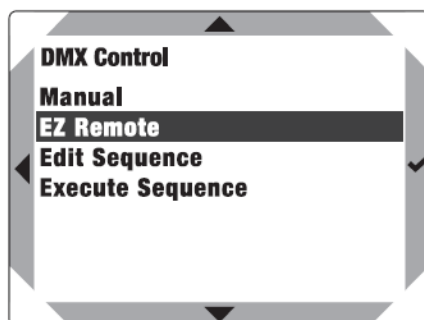 DMX Control
Manual
EZ Remote
Edit Sequence
Execute Sequence